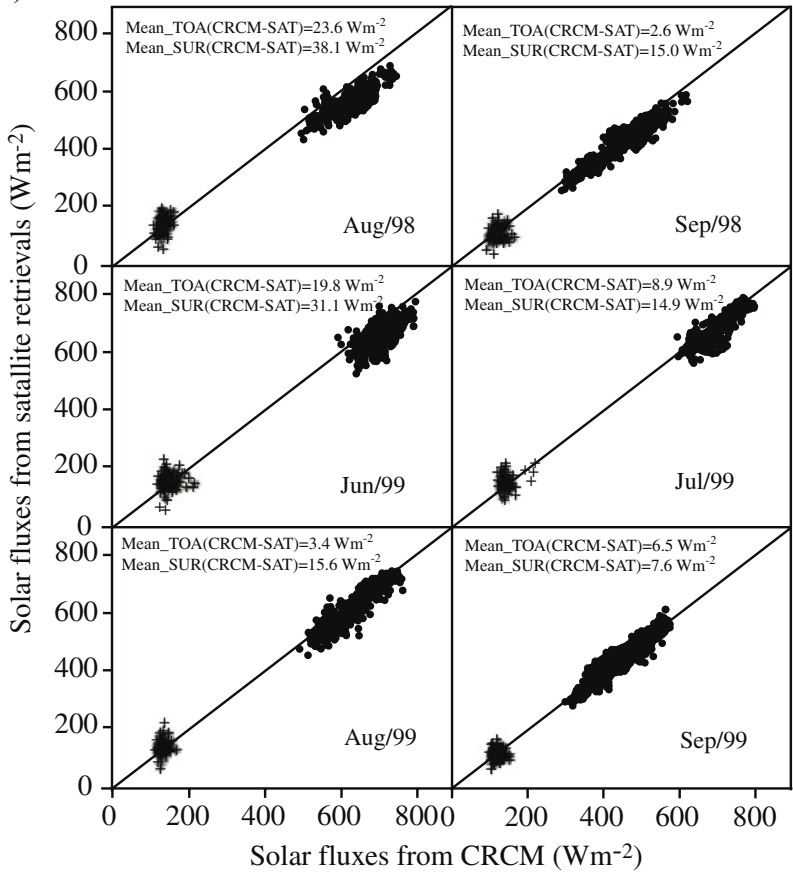 )
Solar fluxes from satallite retrievals (Wm-2)
800
600
400
200
0
Mean_TOA(CRCM-SAT)=23.6 Wm-2
Mean_SUR(CRCM-SAT)=38.1 Wm-2
Aug/98
Mean_TOA(CRCM-SAT)=2.6 Wm-2
Mean_SUR(CRCM-SAT)=15.0 Wm-2
Sep/98
800
600
400
200
0
Mean_TOA(CRCM-SAT)=19.8 Wm-2
Mean_SUR(CRCM-SAT)=31.1 Wm-2
Jun/99
Mean_TOA(CRCM-SAT)=8.9 Wm-2
Mean_SUR(CRCM-SAT)=14.9 Wm-2
Jul/99
800
600
400
200
0
Mean_TOA(CRCM-SAT)=3.4 Wm-2
Mean_SUR(CRCM-SAT)=15.6 Wm-2
Aug/99
Mean_TOA(CRCM-SAT)=6.5 Wm-2
Mean_SUR(CRCM-SAT)=7.6 Wm-2
Sep/99
0 200 400 600 800 0 200 400 600 800
Solar fluxes from CRCM (Wm-2)